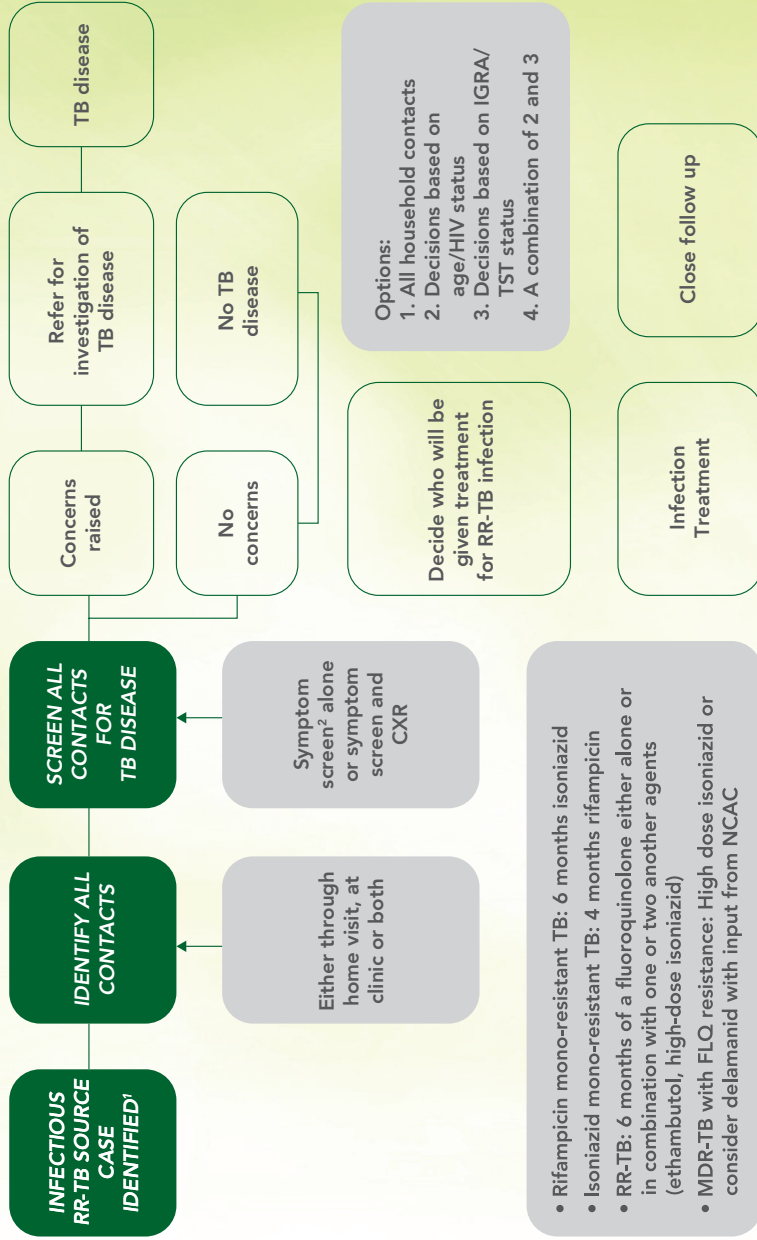 INFECTIOUS
RR-TB SOURCE
CASE
IDENTIFIED¹
IDENTIFY ALL
CONTACTS
SCREEN ALL
CONTACTS
FOR
TB DISEASE
Concerns
raised
Refer for
investigation of
TB disease
TB disease
No
concerns
No TB
disease
Either through
home visit, at
clinic or both
Symptom
screen² alone
or symptom
screen and
CXR
Decide who will be
given treatment
for RR-TB infection
Options:
1. All household contacts
2. Decisions based on
age/HIV status
3. Decisions based on IGRA/
TST status
4. A combination of 2 and 3
• Rifampicin mono-resistant TB: 6 months isoniazid
• Isoniazid mono-resistant TB: 4 months rifampicin
• RR-TB: 6 months of a fluoroquinolone either alone or
in combination with one or two another agents
(ethambutol, high-dose isoniazid)
• MDR-TB with FLQ resistance: High dose isoniazid or
consider delamanid with input from NCAC
Infection
Treatment
Close follow up